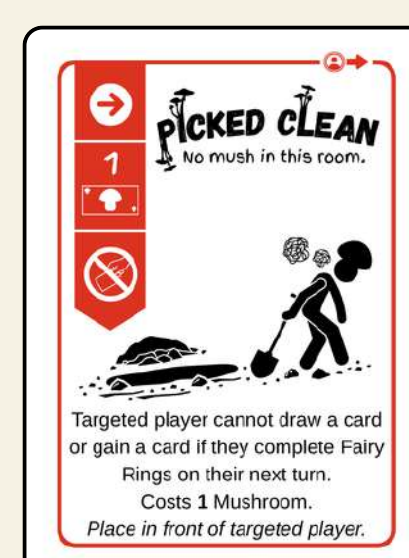 PICKED CLEAN
No mush in this room.
1
Targeted player cannot draw a card
or gain a card if they complete Fairy
Rings on their next turn.
Costs 1 Mushroom.
Place in front of targeted player.